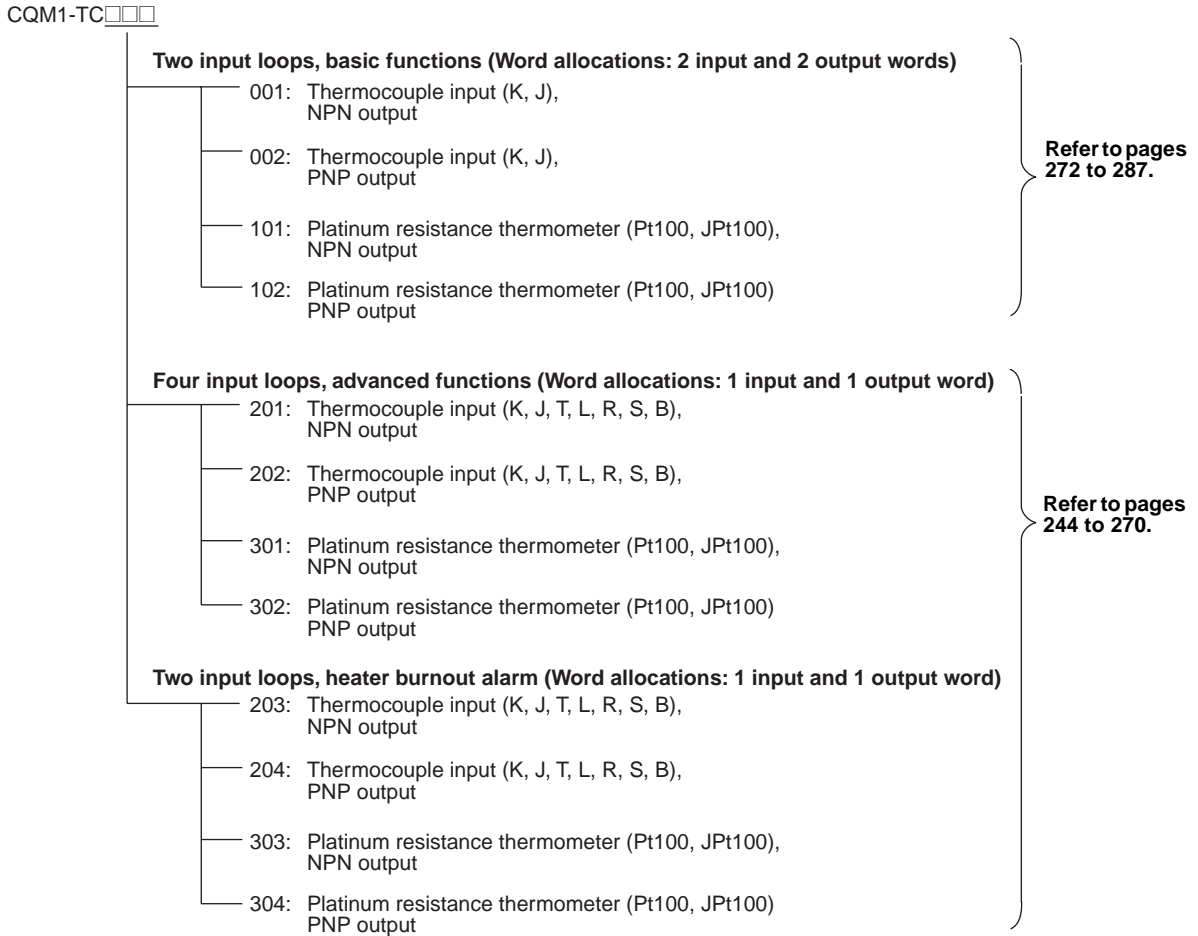 CQM1-TC□□□
Two input loops, basic functions (Word allocations: 2 input and 2 output words)
001: Thermocouple input (K, J),
NPN output
002: Thermocouple input (K, J),
PNP output
101: Platinum resistance thermometer (Pt100, JPt100),
NPN output
102: Platinum resistance thermometer (Pt100, JPt100)
PNP output
Refer to pages
272 to 287.
Four input loops, advanced functions (Word allocations: 1 input and 1 output word)
201: Thermocouple input (K, J, T, L, R, S, B),
NPN output
202: Thermocouple input (K, J, T, L, R, S, B),
PNP output
301: Platinum resistance thermometer (Pt100, JPt100),
NPN output
302: Platinum resistance thermometer (Pt100, JPt100)
PNP output
Refer to pages
244 to 270.
Two input loops, heater burnout alarm (Word allocations: 1 input and 1 output word)
203: Thermocouple input (K, J, T, L, R, S, B),
NPN output
204: Thermocouple input (K, J, T, L, R, S, B),
PNP output
303: Platinum resistance thermometer (Pt100, JPt100),
NPN output
304: Platinum resistance thermometer (Pt100, JPt100)
PNP output